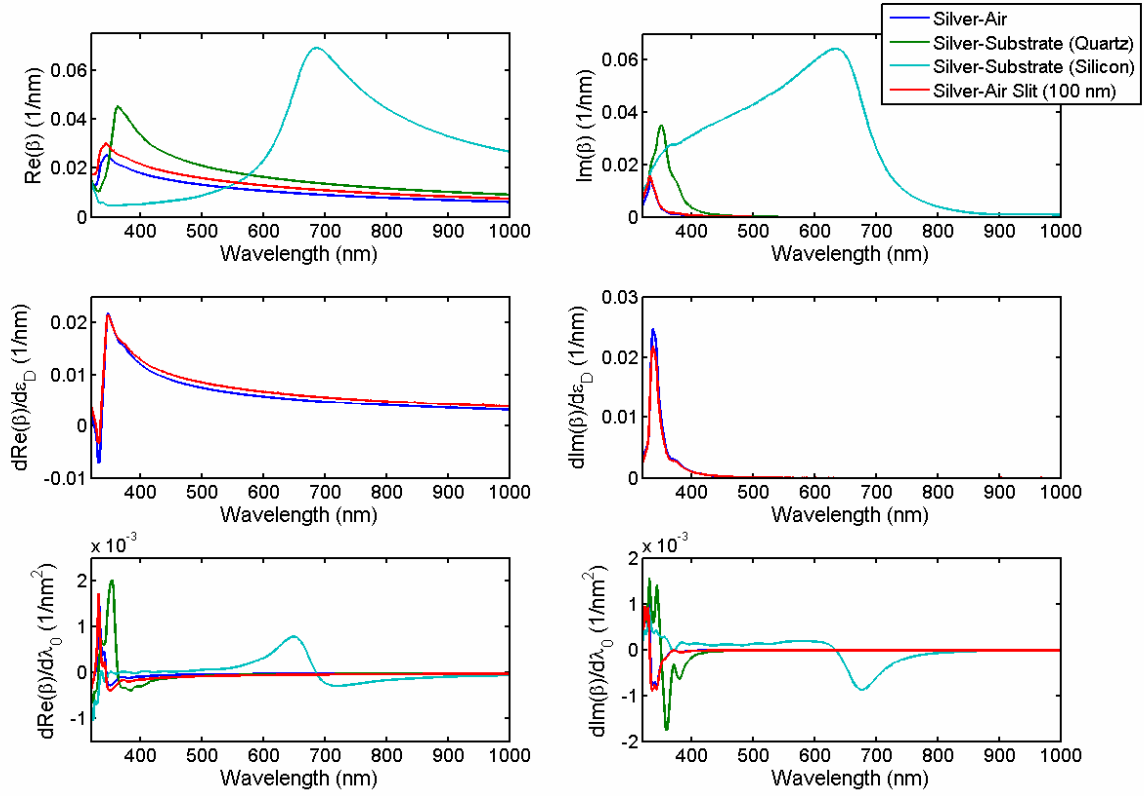 Silver-Air
Silver-Substrate (Quartz)
Silver-Substrate (Silicon)
Silver-Air Slit (100 nm)
Re(β) (1/nm)
0.06
0.04
0.02
0
400 500 600 700 800 900 1000
Wavelength (nm)
Im(β) (1/nm)
0.06
0.04
0.02
0
400 500 600 700 800 900 1000
Wavelength (nm)
dRe(β)/dε_D (1/nm)
0.02
0.01
0
-0.01
400 500 600 700 800 900 1000
Wavelength (nm)
dIm(β)/dε_D (1/nm)
0.03
0.02
0.01
0
400 500 600 700 800 900 1000
Wavelength (nm)
x 10⁻³
dRe(β)/dλ₀ (1/nm²)
2
1
0
-1
400 500 600 700 800 900 1000
Wavelength (nm)
x 10⁻³
dIm(β)/dλ₀ (1/nm²)
2
1
0
-1
-2
400 500 600 700 800 900 1000
Wavelength (nm)